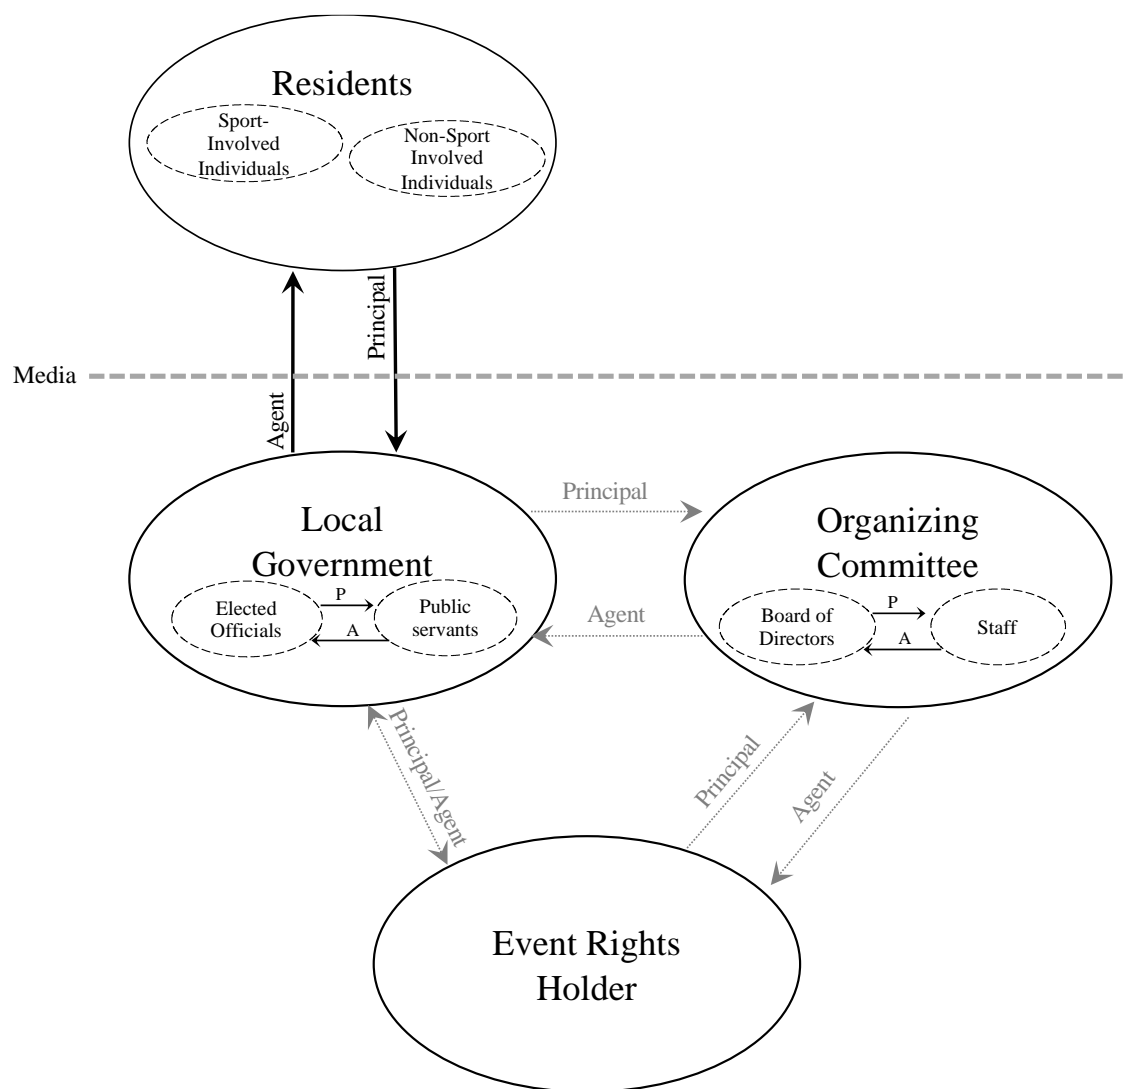 Residents
Sport-
Involved
Individuals
Non-Sport
Involved
Individuals
Principal
Media
Agent
Principal
Local
Government
Organizing
Committee
P
Elected
Officials
Public
servants
A
Agent
P
Board of
Directors
Staff
A
Principal/Agent
Principal
Agent
Event Rights
Holder